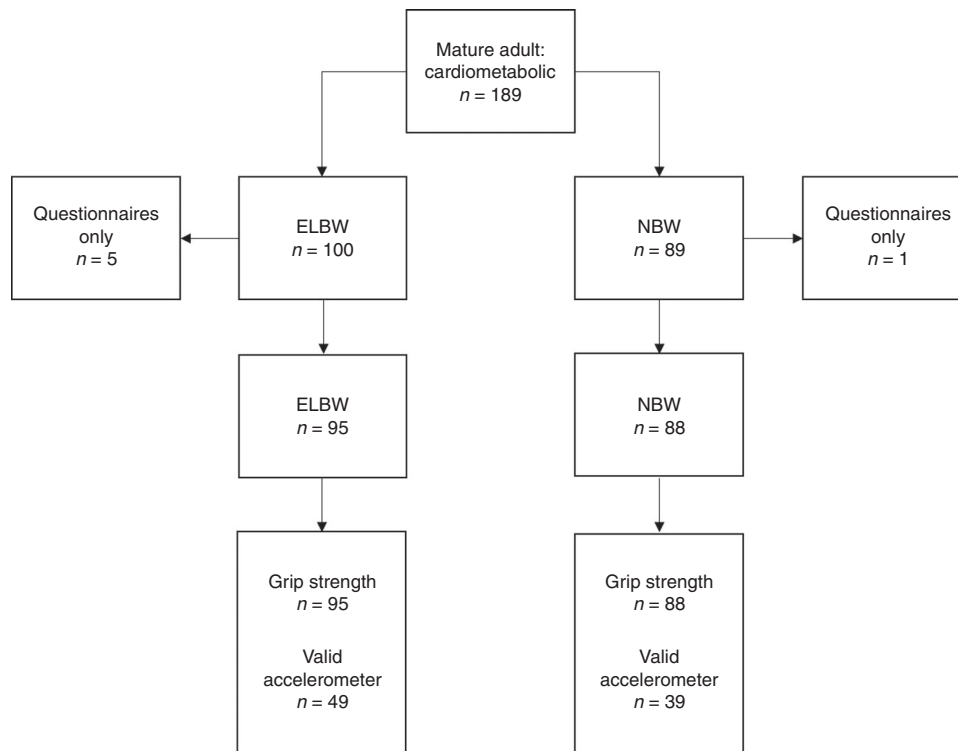 Mature adult:
cardiometabolic
n = 189
Questionnaires
only
n = 5
ELBW
n = 100
NBW
n = 89
Questionnaires
only
n = 1
ELBW
n = 95
NBW
n = 88
Grip strength
n = 95
Valid
accelerometer
n = 49
Grip strength
n = 88
Valid
accelerometer
n = 39